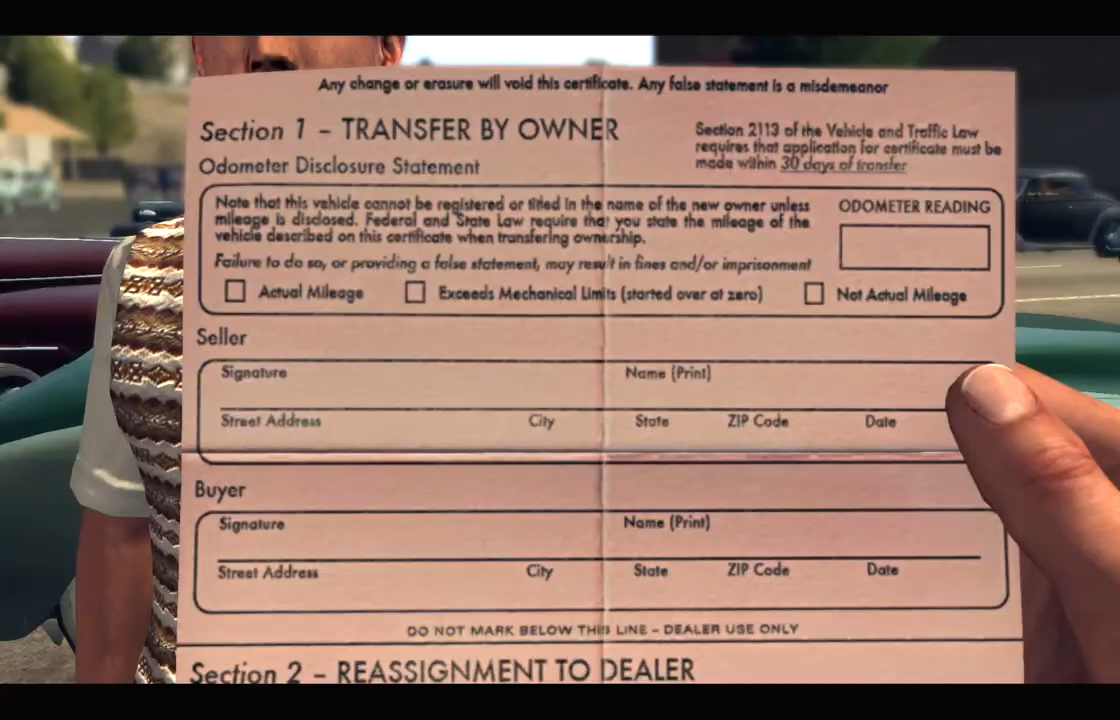 Any change or erasure will void this certificate. Any false statement is a misdemeanor
Section 1 – TRANSFER BY OWNER
Section 2113 of the Vehicle and Traffic Law
requires that application for certificate must be
made within 30 days of transfer
Odometer Disclosure Statement
Note that this vehicle cannot be registered or titled in the name of the new owner unless
mileage is disclosed. Federal and State Law require that you state the mileage of the
vehicle described on this certificate when transfering ownership.
Failure to do so, or providing a false statement, may result in fines and/or imprisonment
ODOMETER READING
Actual Mileage Exceeds Mechanical Limits (started over at zero) Not Actual Mileage
Seller
Signature Name (Print)
Street Address City State ZIP Code Date
Buyer
Signature Name (Print)
Street Address City State ZIP Code Date
DO NOT MARK BELOW THIS LINE – DEALER USE ONLY
Section 2 – REASSIGNMENT TO DEALER